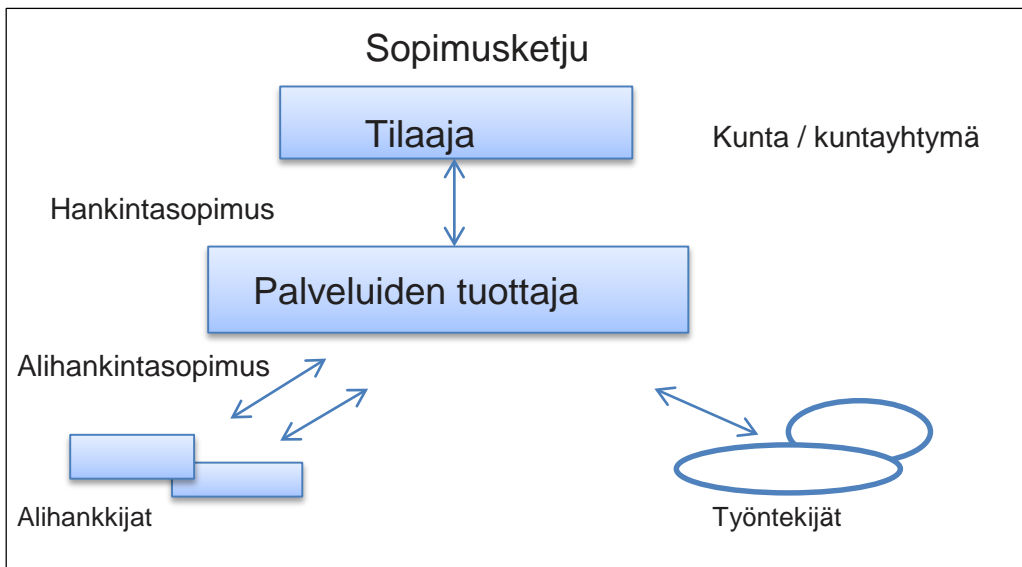 Sopimusketju
Tilaaja
Kunta / kuntayhtymä
Hankintasopimus
Palveluiden tuottaja
Alihankintasopimus
Alihankkijat
Työntekijät